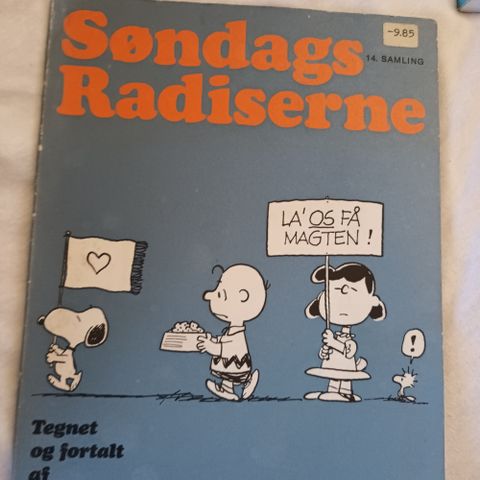 -9.85
Søndags
14. SAMLING
Radiserne
LA' OS FÅ
MAGTEN!
!
Tegnet
og fortalt
af